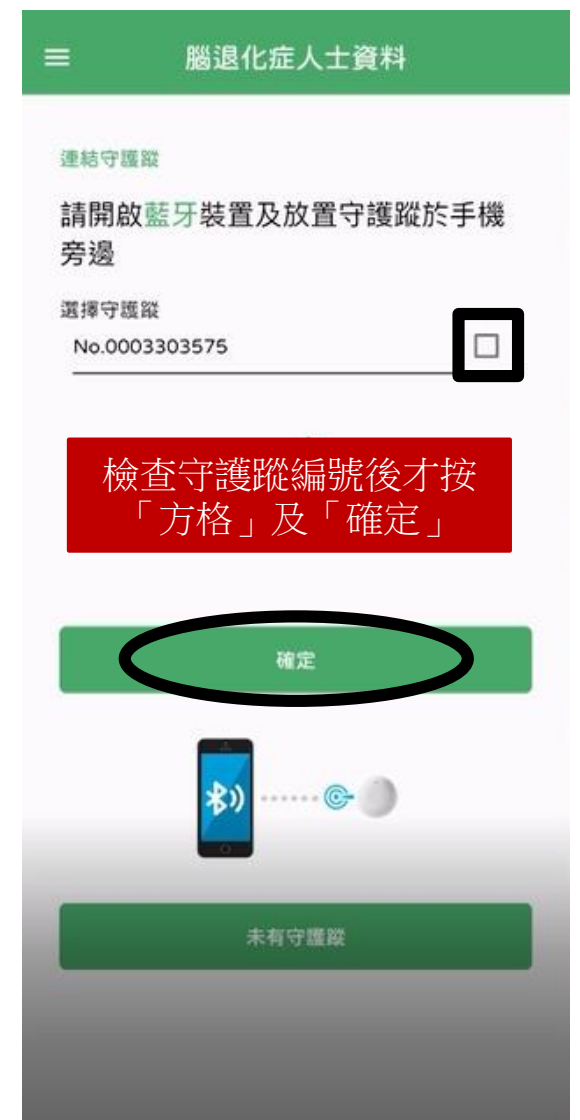 腦退化症人士資料
連結守護蹤
請開啟藍牙裝置及放置守護蹤於手機
旁邊
選擇守護蹤
No.0003303575
檢查守護蹤編號後才按
「方格」及「確定」
確定
未有守護蹤